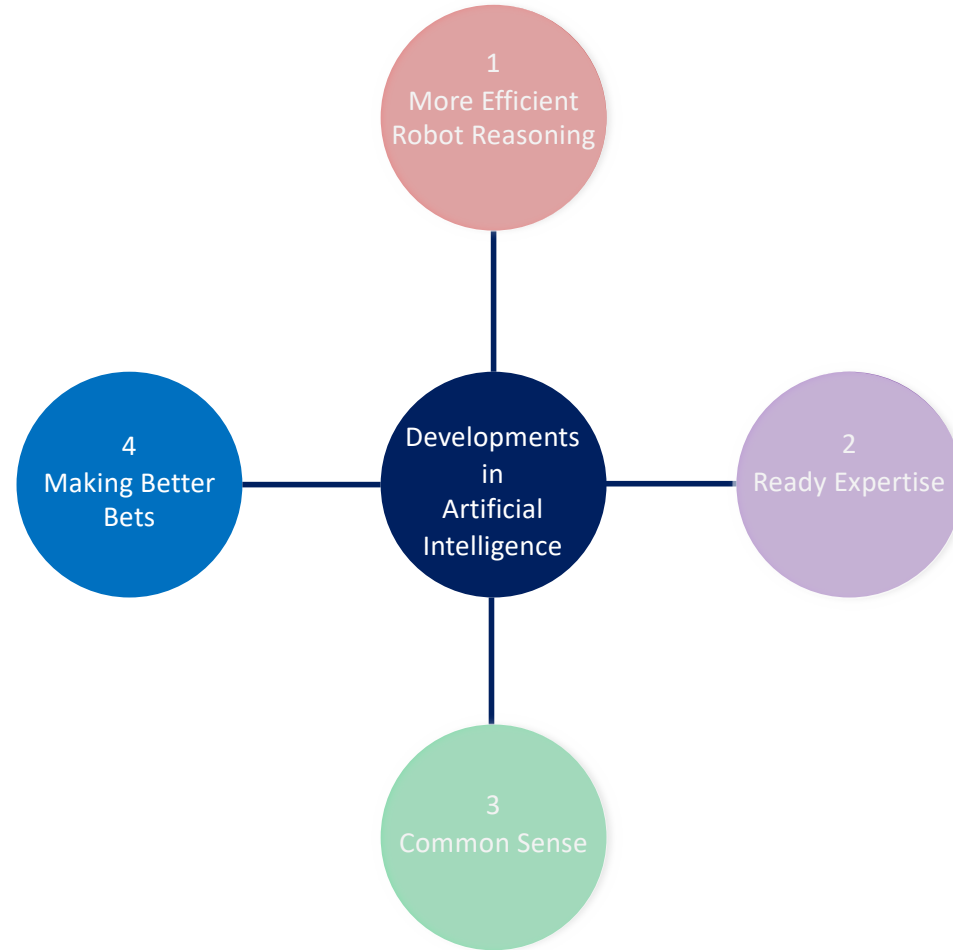 1
More Efficient
Robot Reasoning
4
Making Better
Bets
Developments
in
Artificial
Intelligence
2
Ready Expertise
3
Common Sense